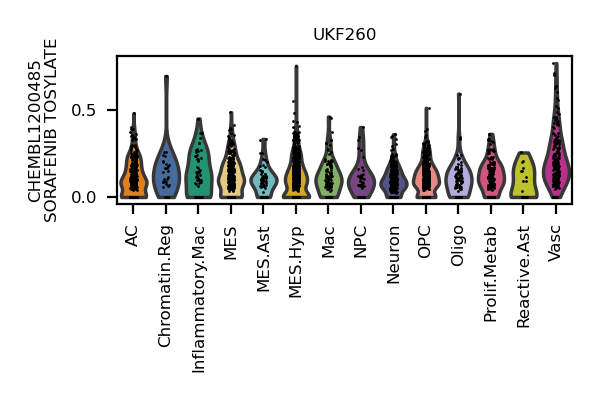 UKF260
CHEMBL1200485
SORAFENIB TOSYLATE
0.5
0.0
AC
Chromatin.Reg
Inflammatory.Mac
MES
MES.Ast
MES.Hyp
Mac
NPC
Neuron
OPC
Oligo
Prolif.Metab
Reactive.Ast
Vasc